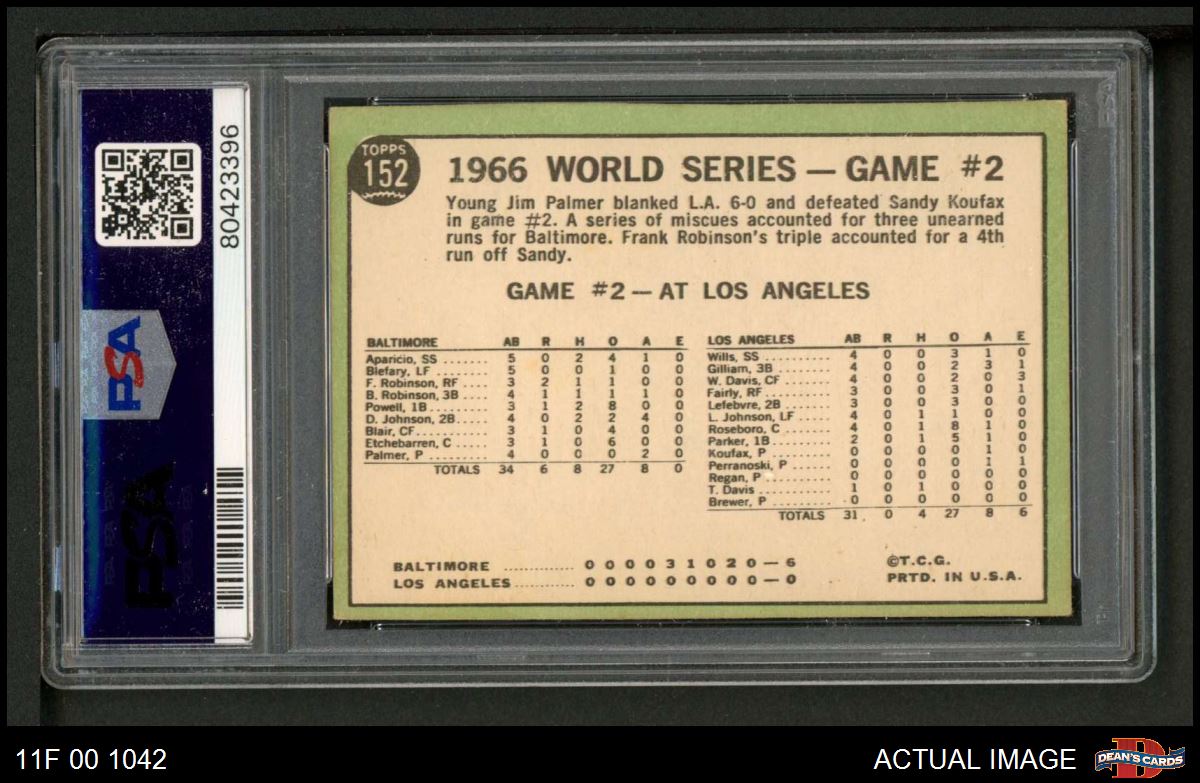 80423396
PSA
PSA
TOPPS
152
1966 WORLD SERIES — GAME #2
Young Jim Palmer blanked L.A. 6-0 and defeated Sandy Koufax
in game #2. A series of miscues accounted for three unearned
runs for Baltimore. Frank Robinson's triple accounted for a 4th
run off Sandy.
GAME #2 — AT LOS ANGELES
BALTIMORE AB R H O A E
Aparicio, SS ....... 5 0 2 4 1 0
Blefary, LF ........ 5 0 0 1 0 0
F. Robinson, RF .... 3 2 1 1 0 0
B. Robinson, 3B .... 4 1 1 1 1 0
Powell, 1B ......... 3 1 2 8 0 0
D. Johnson, 2B ..... 4 0 2 2 4 0
Blair, CF .......... 3 1 0 4 0 0
Etchebarren, C ..... 3 1 0 6 0 0
Palmer, P .......... 4 0 0 0 2 0
TOTALS 34 6 8 27 8 0
LOS ANGELES AB R H O A E
Wills, SS .......... 4 0 0 3 1 0
Gilliam, 3B ........ 4 0 0 2 3 1
W. Davis, CF ....... 4 0 0 2 0 3
Fairly, RF ......... 3 0 0 3 0 1
Lefebvre, 2B ....... 3 0 0 3 0 0
L. Johnson, LF ..... 4 0 1 1 0 0
Roseboro, C ........ 4 0 1 8 1 0
Parker, 1B ......... 2 0 1 5 1 0
Koufax, P .......... 0 0 0 0 1 0
Perranoski, P ...... 0 0 0 0 1 1
Regan, P ........... 0 0 0 0 0 0
T. Davis ........... 1 0 1 0 0 0
Brewer, P .......... 0 0 0 0 0 0
TOTALS 31 0 4 27 8 6
BALTIMORE ............ 0 0 0 0 3 1 0 2 0 — 6
LOS ANGELES .......... 0 0 0 0 0 0 0 0 0 — 0
©T.C.G.
PRTD. IN U.S.A.
11F 00 1042
ACTUAL IMAGE
DEAN'S CARDS